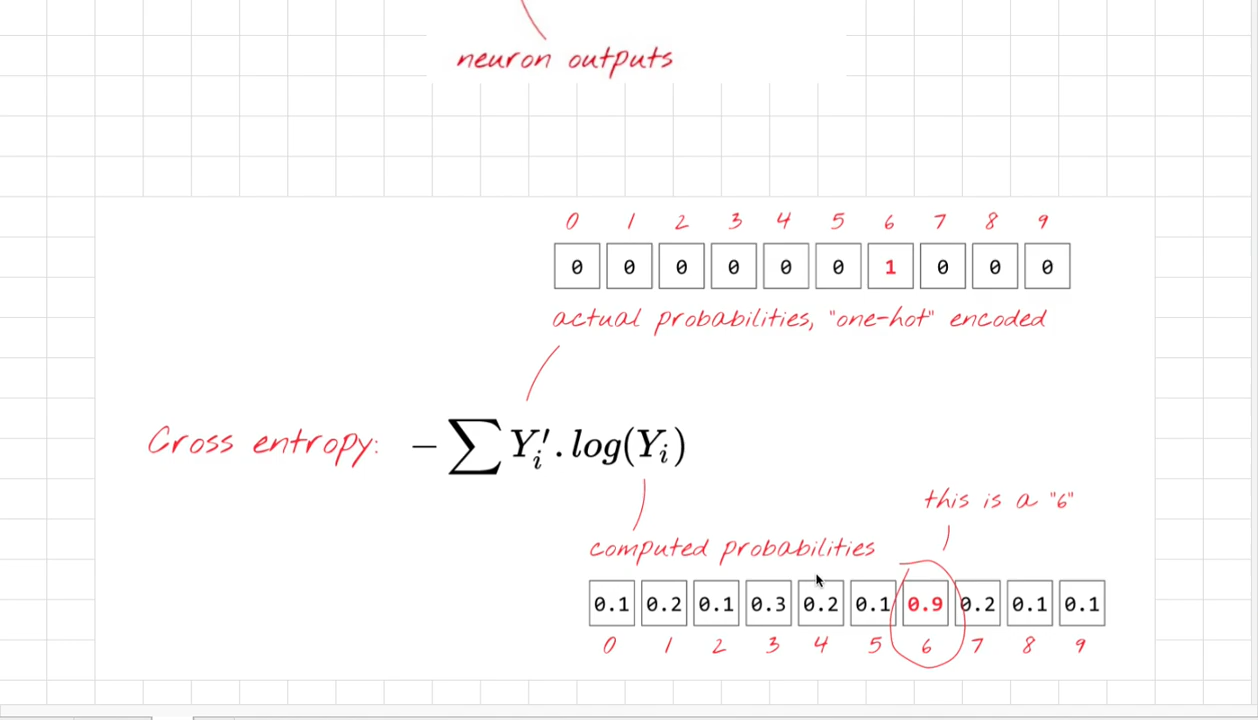 neuron outputs
0 1 2 3 4 5 6 7 8 9
0 0 0 0 0 0 1 0 0 0
actual probabilities, "one-hot" encoded
Cross entropy: − ∑ Y′ᵢ . log(Yᵢ)
this is a "6"
computed probabilities
0.1 0.2 0.1 0.3 0.2 0.1 0.9 0.2 0.1 0.1
0 1 2 3 4 5 6 7 8 9